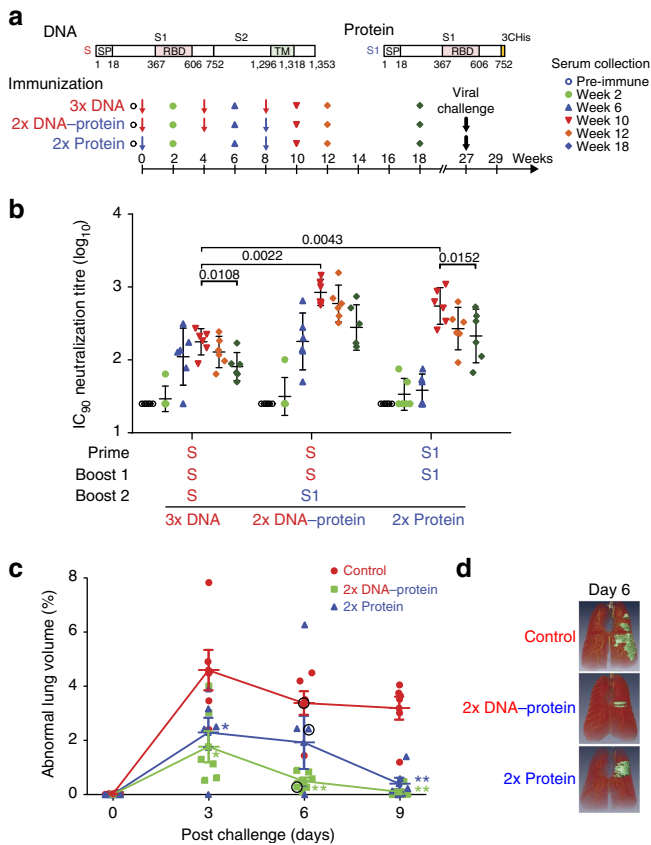 a
DNA
Protein
S1 S2
S1 3CHis
S SP RBD TM
S1 SP RBD
1 18 367 606 752 1,296 1,318 1,353
1 18 367 606 752
Immunization
3x DNA
2x DNA–protein
2x Protein
Viral challenge
0 2 4 6 8 10 12 14 16 18 27 29 Weeks
Serum collection
Pre-immune
Week 2
Week 6
Week 10
Week 12
Week 18
b
IC90 neutralization titre (log10)
4
3
2
1
0.0043
0.0022
0.0108
0.0152
Prime S S S1
Boost 1 S S S1
Boost 2 S S1
3x DNA 2x DNA–protein 2x Protein
c
Abnormal lung volume (%)
8
6
4
2
0
Control
2x DNA–protein
2x Protein
*
*
**
**
**
0 3 6 9
Post challenge (days)
d
Day 6
Control
2x DNA–protein
2x Protein